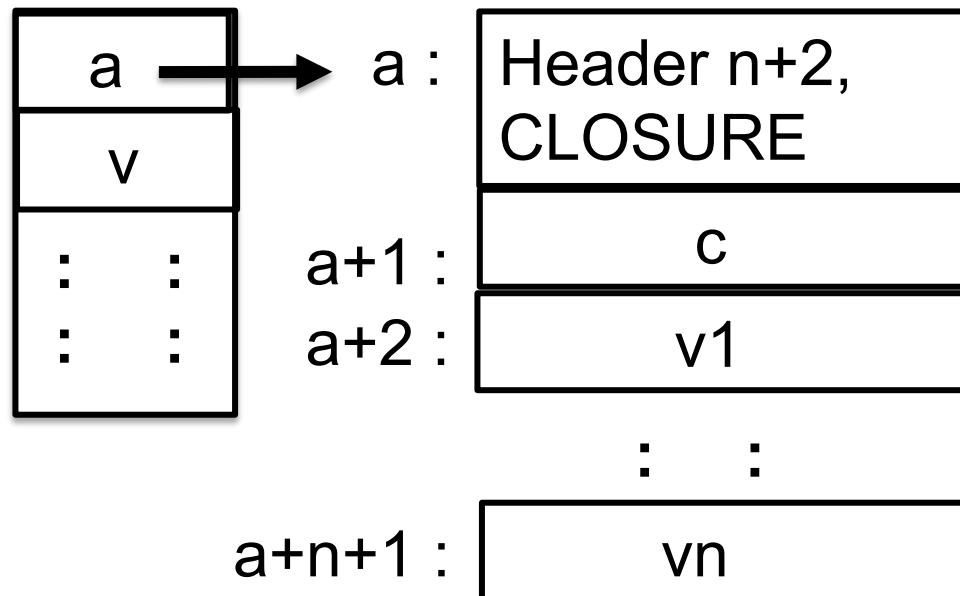 a
a :
Header n+2,
CLOSURE
v
: :
a+1 :
c
: :
a+2 :
v1
: :
a+n+1 :
vn